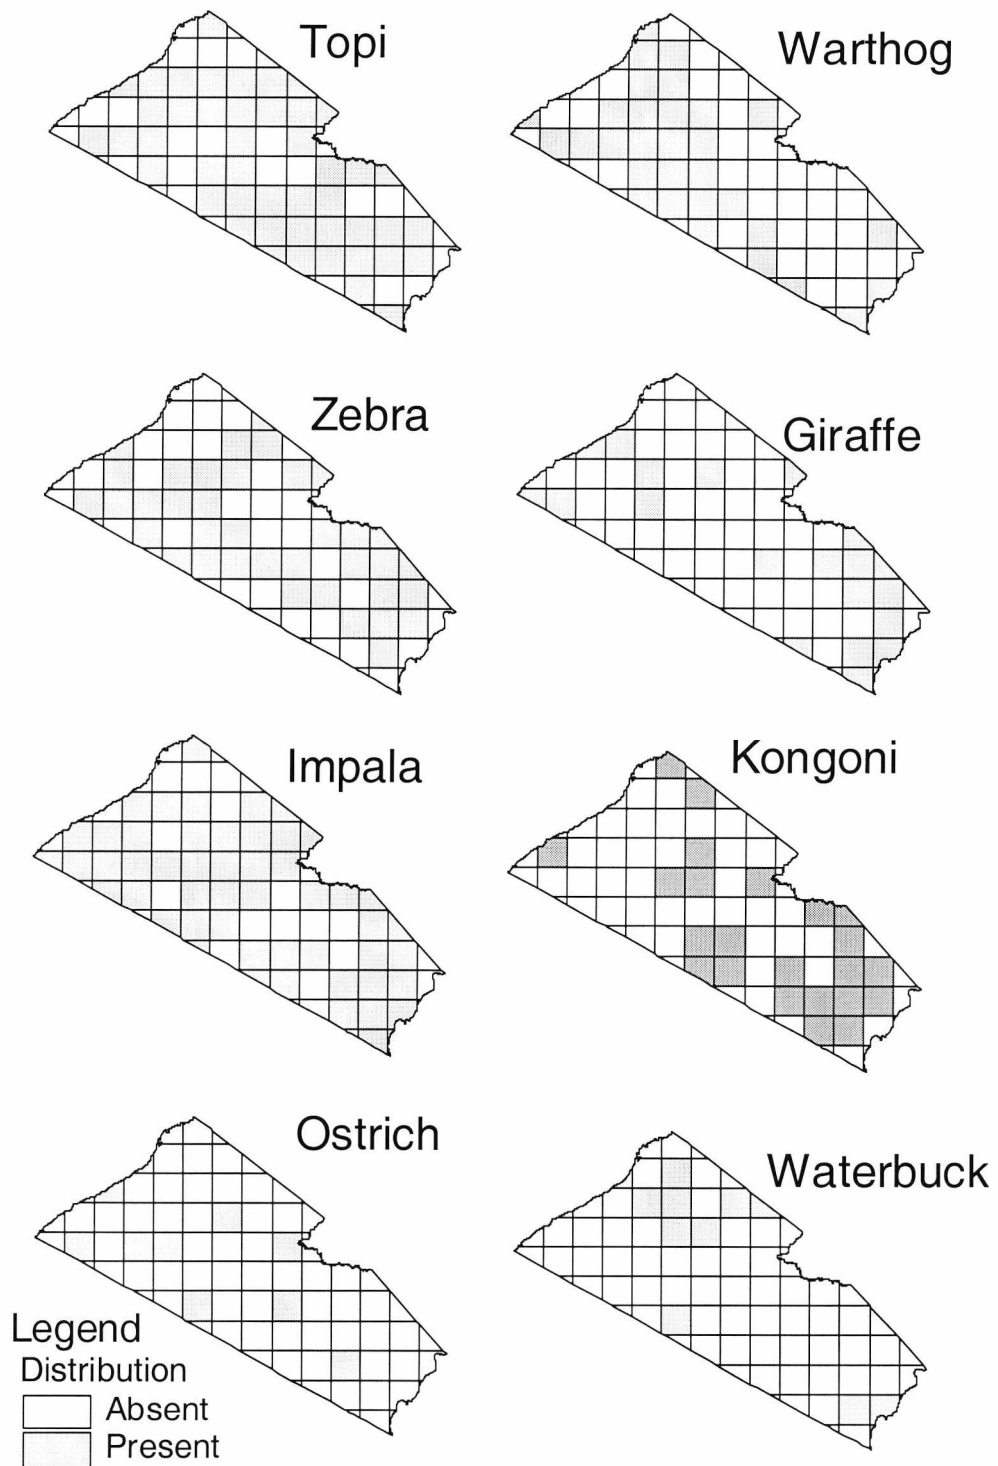 Topi
Warthog
Zebra
Giraffe
Impala
Kongoni
Ostrich
Waterbuck
Legend
Distribution
Absent
Present